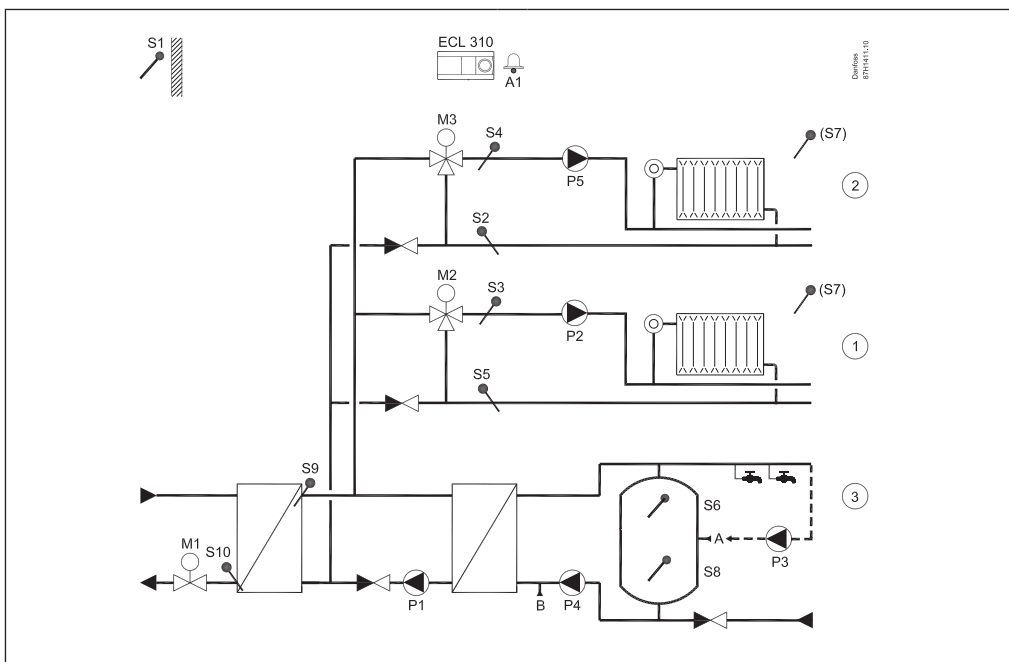 S1
ECL 310
A1
Danfoss
87H1411.10
M3
S4
P5
(S7)
2
S2
M2
S3
P2
(S7)
1
S5
S9
3
S6
A
P3
M1
S10
S8
P1
B
P4